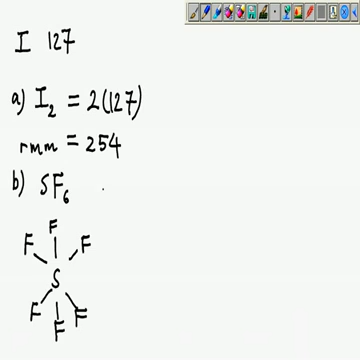 I 127
a) I₂ = 2(127)
rmm = 254
b) SF₆
F
F F
S
F F
F